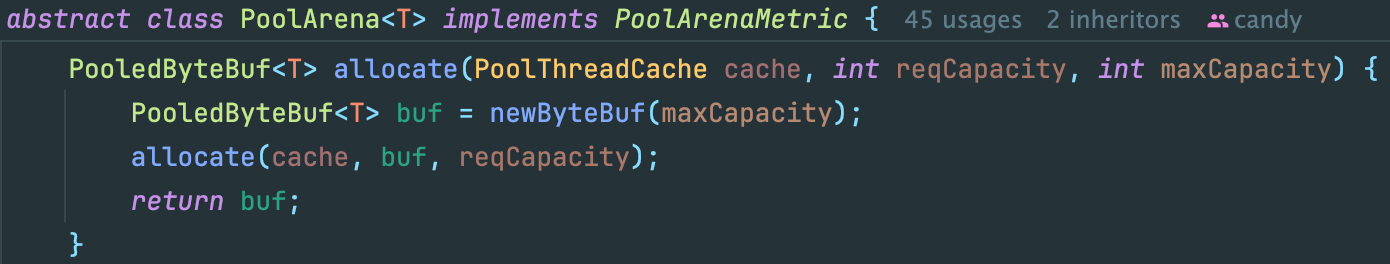 abstract class PoolArena<T> implements PoolArenaMetric { 45 usages 2 inheritors candy
PooledByteBuf<T> allocate(PoolThreadCache cache, int reqCapacity, int maxCapacity) {
PooledByteBuf<T> buf = newByteBuf(maxCapacity);
allocate(cache, buf, reqCapacity);
return buf;
}